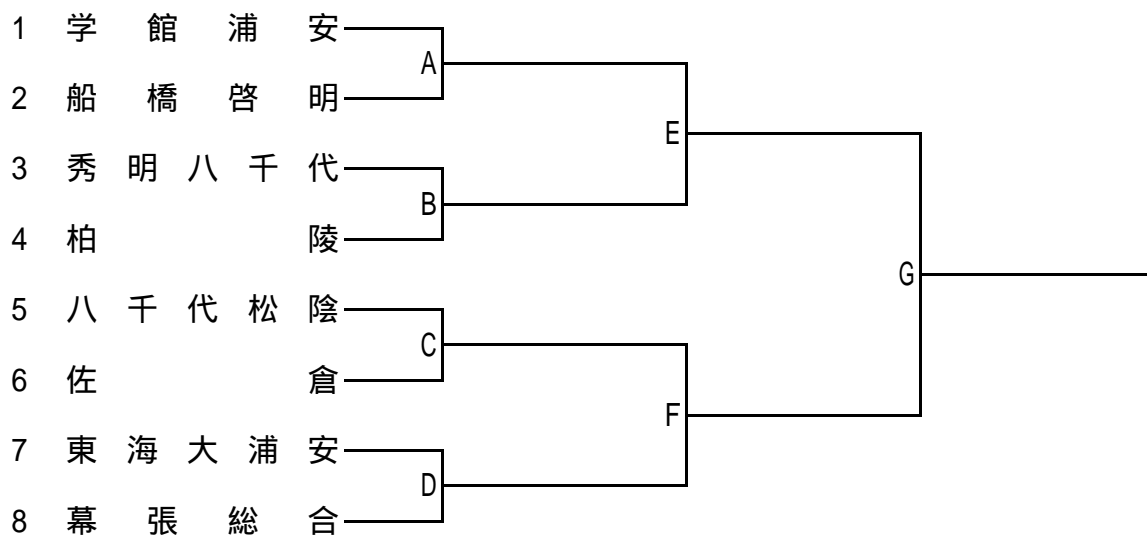 1 学館浦安
A
2 船橋啓明
E
3 秀明八千代
B
4 柏陵
G
5 八千代松陰
C
6 佐倉
F
7 東海大浦安
D
8 幕張総合